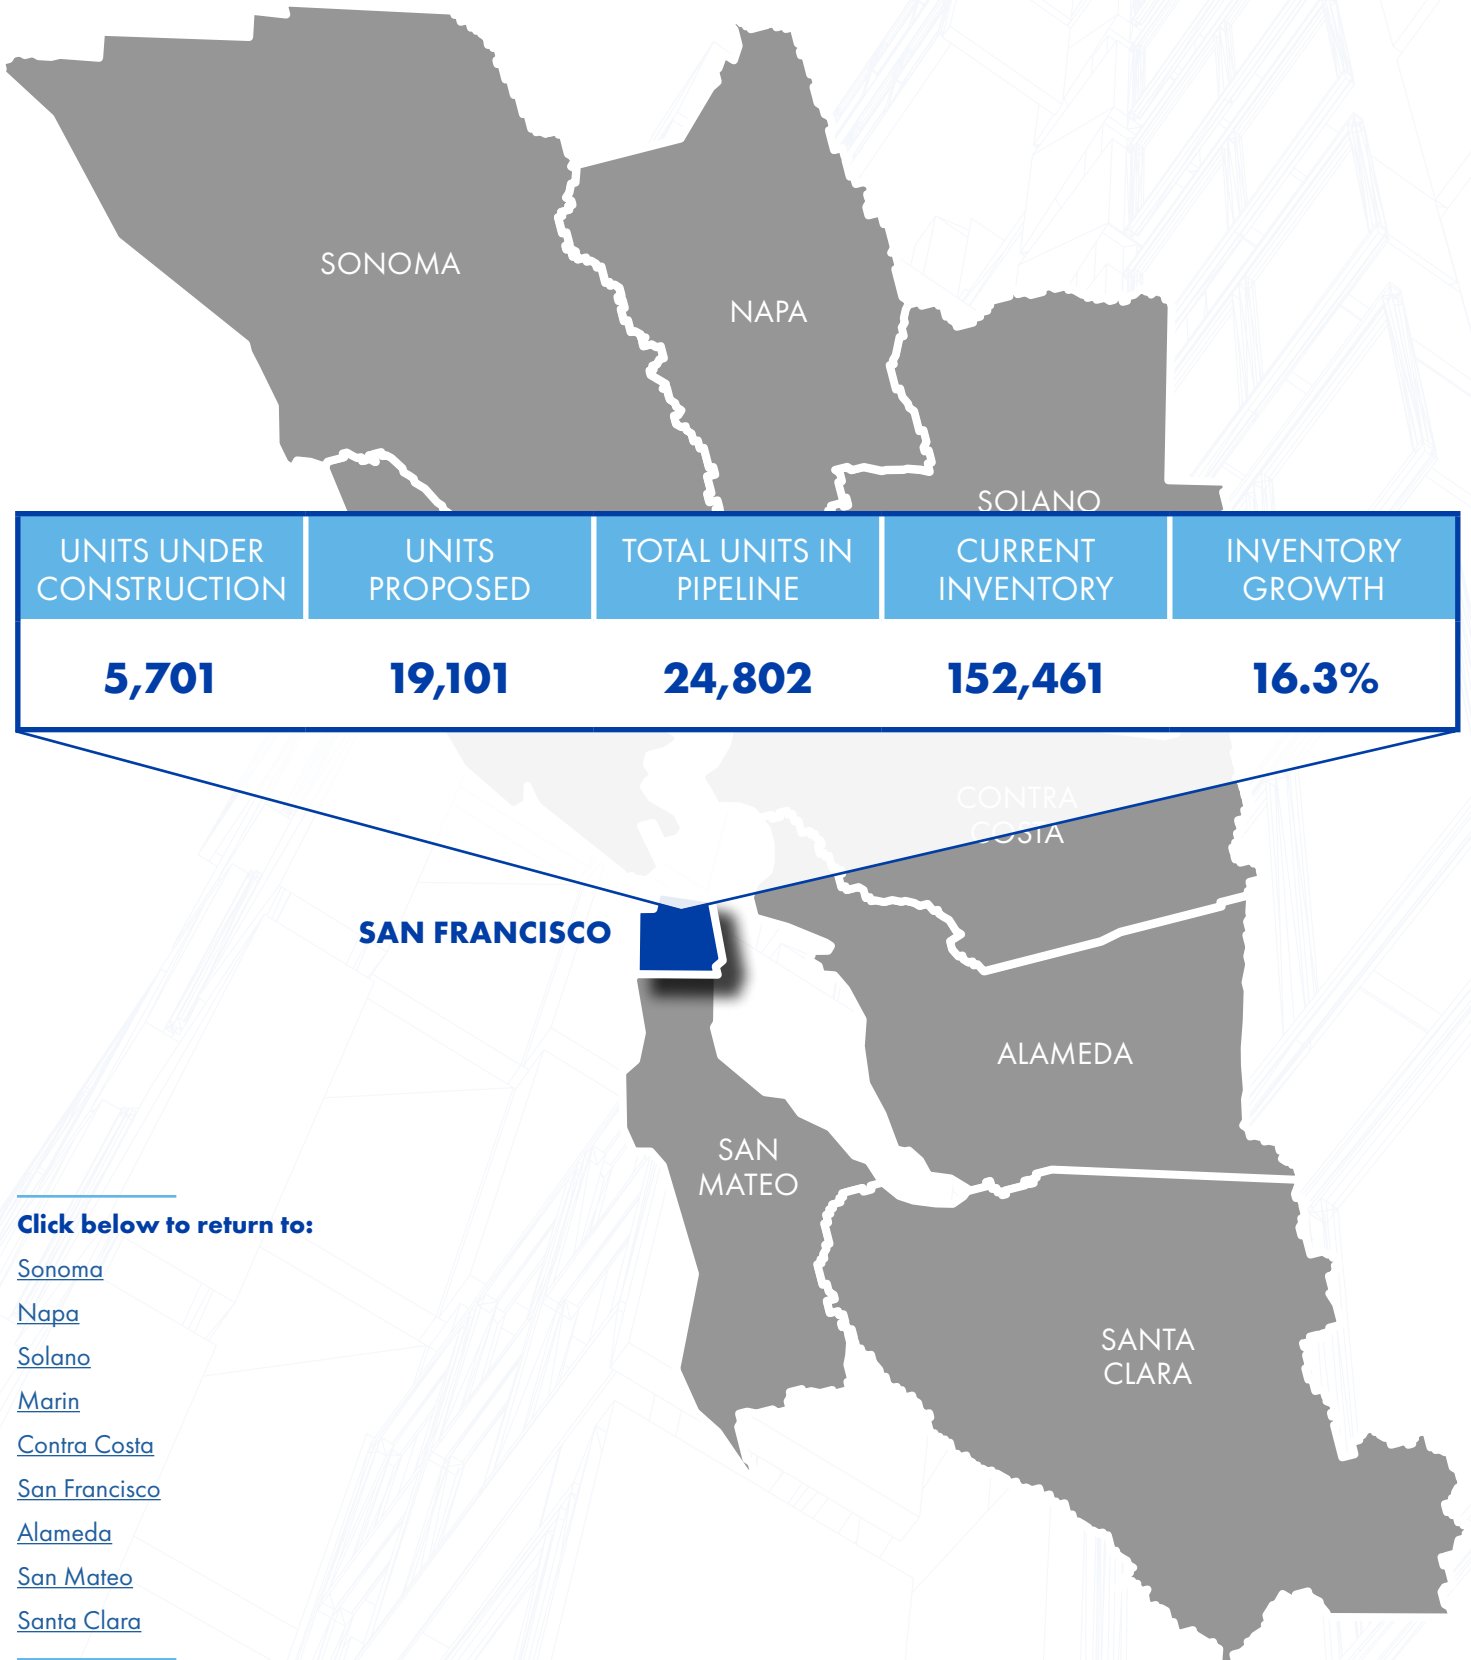 SONOMA
NAPA
SOLANO
UNITS UNDER
CONSTRUCTION
UNITS
PROPOSED
TOTAL UNITS IN
PIPELINE
CURRENT
INVENTORY
INVENTORY
GROWTH
5,701
19,101
24,802
152,461
16.3%
CONTRA
COSTA
SAN FRANCISCO
ALAMEDA
SAN
MATEO
SANTA
CLARA
Click below to return to:
Sonoma
Napa
Solano
Marin
Contra Costa
San Francisco
Alameda
San Mateo
Santa Clara